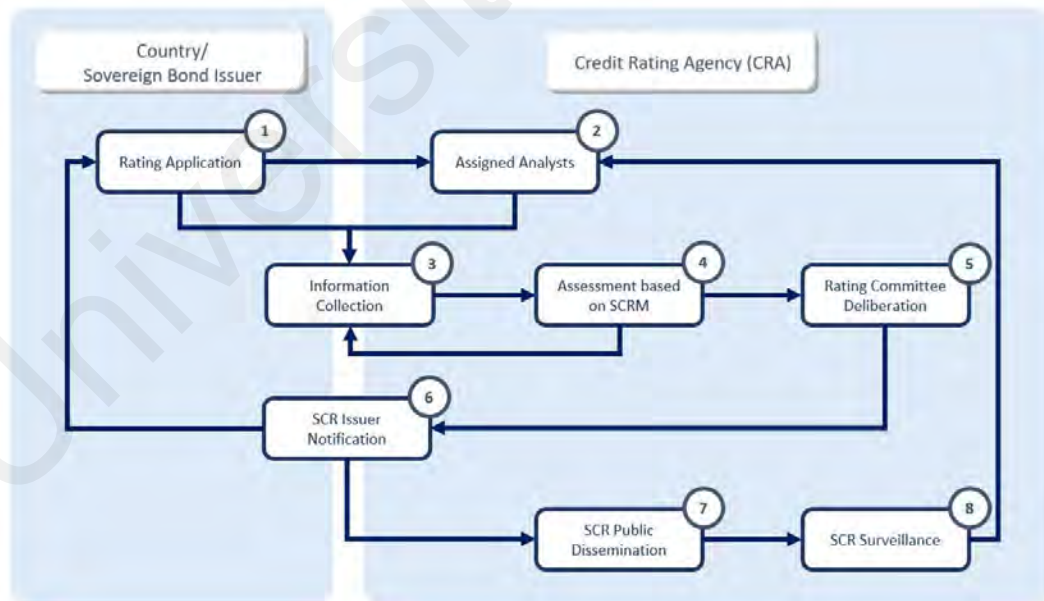 Country/
Sovereign Bond Issuer
Credit Rating Agency (CRA)
1
Rating Application
2
Assigned Analysts
3
Information
Collection
4
Assessment based
on SCRM
5
Rating Committee
Deliberation
6
SCR Issuer
Notification
7
SCR Public
Dissemination
8
SCR Surveillance
Universi